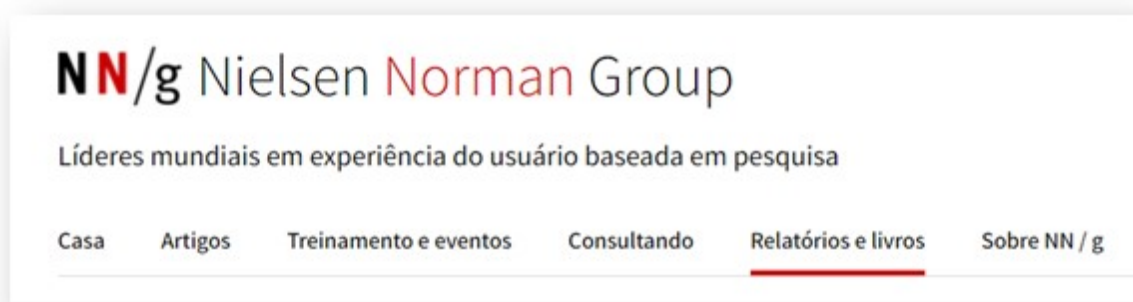 NN/g Nielsen Norman Group
Líderes mundiais em experiência do usuário baseada em pesquisa
Casa Artigos Treinamento e eventos Consultando Relatórios e livros Sobre NN / g